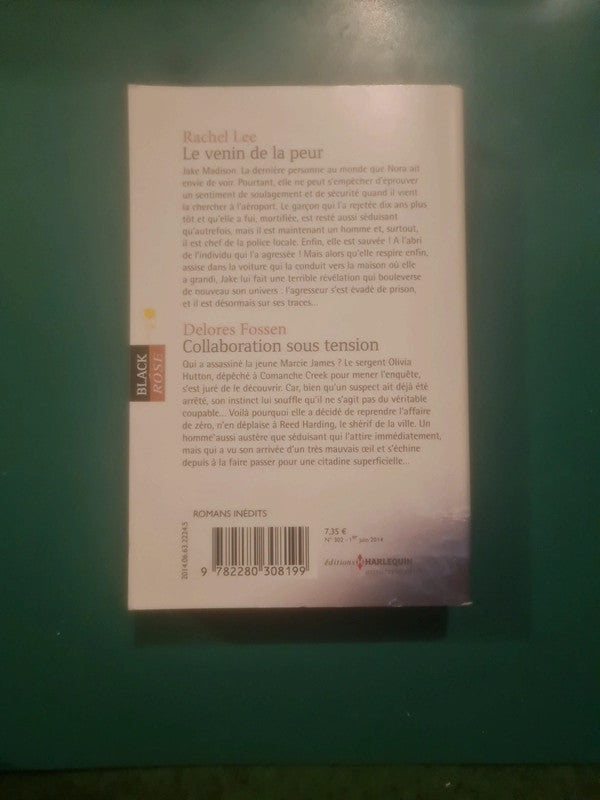 Rachel Lee
Le venin de la peur
Jake Madison. La dernière personne au monde que Nora ait
envie de voir. Pourtant, elle ne peut s'empêcher d'éprouver
un sentiment de soulagement et de sécurité quand il vient
la chercher à l'aéroport. Le garçon qui l'a rejetée dix ans plus
tôt et qu'elle a fui, mortifiée, est resté aussi séduisant
qu'autrefois, mais il est maintenant un homme et, surtout,
il est chef de la police locale. Enfin, elle est sauvée ! A l'abri
de l'individu qui l'a agressée ! Mais alors qu'elle respire enfin,
assise dans la voiture qui la conduit vers la maison où elle
a grandi, Jake lui fait une terrible révélation qui bouleverse
de nouveau son univers : l'agresseur s'est évadé de prison,
et il est désormais sur ses traces...
Delores Fossen
Collaboration sous tension
Qui a assassiné la jeune Marcie James ? Le sergent Olivia
Hutton, dépêché à Comanche Creek pour mener l'enquête,
s'est juré de le découvrir. Car, bien qu'un suspect ait déjà été
arrêté, son instinct lui souffle qu'il ne s'agit pas du véritable
coupable... Voilà pourquoi elle a décidé de reprendre l'affaire
de zéro, n'en déplaise à Reed Harding, le shérif de la ville. Un
homme aussi austère que séduisant qui l'attire immédiatement,
mais qui a vu son arrivée d'un très mauvais œil et s'échine
depuis à la faire passer pour une citadine superficielle...
BLACK
ROSE
ROMANS INÉDITS
7,35 €
N° 302 - 1er juin 2014
2014.06.63.2224.5
9 782280 308199
éditions HARLEQUIN